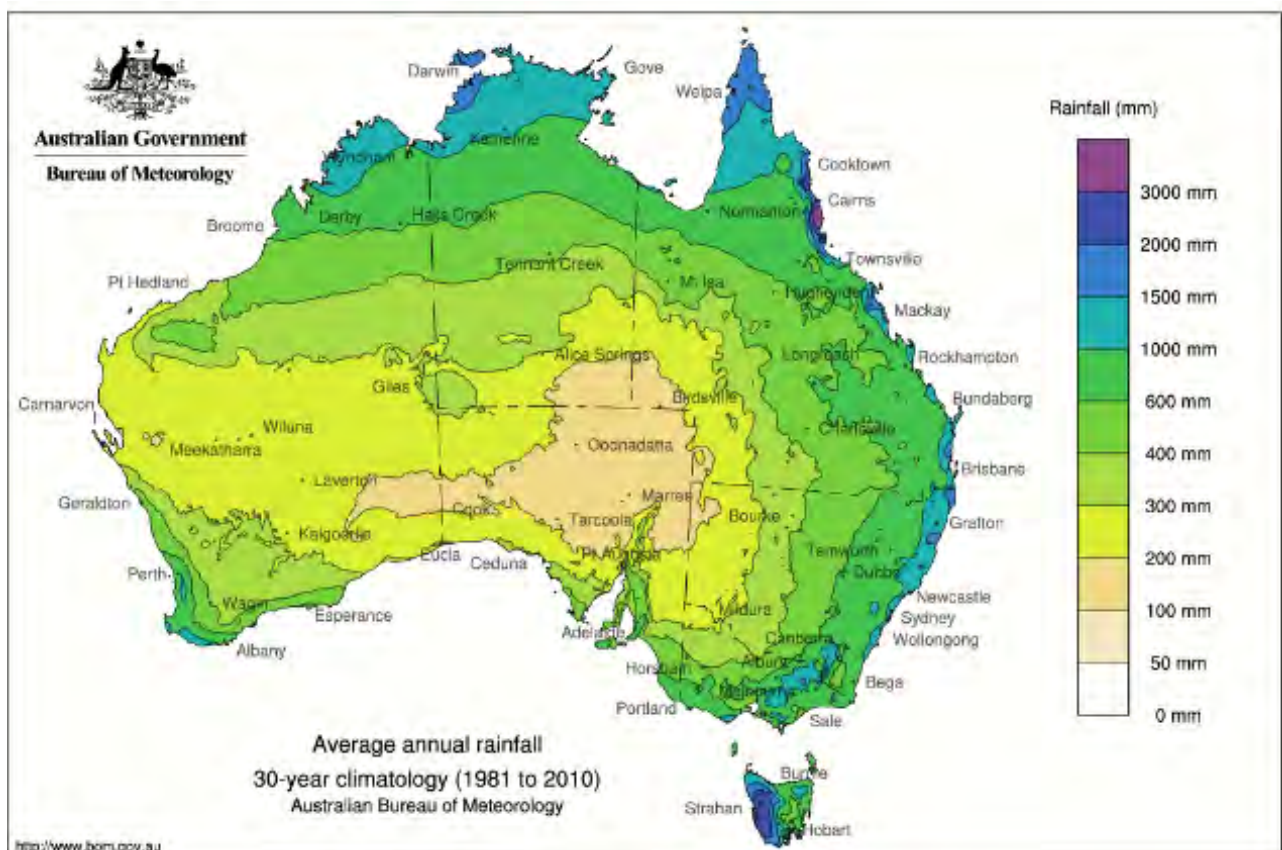 Australian Government
Bureau of Meteorology
Darwin
Gove
Weipa
Rainfall (mm)
Wyndham
Katherine
Cooktown
3000 mm
Broome
Derby
Halls Creek
Normanton
Cairns
2000 mm
Pt Hedland
Tennant Creek
Mt Isa
Townsville
1500 mm
Hughenden
Mackay
1000 mm
Alice Springs
Longreach
Rockhampton
Giles
600 mm
Carnarvon
Birdsville
Bundaberg
Wiluna
Charleville
400 mm
Meekatharra
Oodnadatta
Brisbane
Laverton
Marree
300 mm
Geraldton
Cook
Tarcoola
Bourke
Grafton
Kalgoorlie
Eucla
Ceduna
Pt Augusta
Tamworth
200 mm
Perth
Dubbo
Newcastle
100 mm
Wagin
Esperance
Mildura
Sydney
Adelaide
Canberra
Wollongong
Albany
Horsham
Albury
50 mm
Melbourne
Bega
Portland
Sale
0 mm
Average annual rainfall
30-year climatology (1981 to 2010)
Australian Bureau of Meteorology
Burnie
Strahan
Hobart
http://www.bom.gov.au